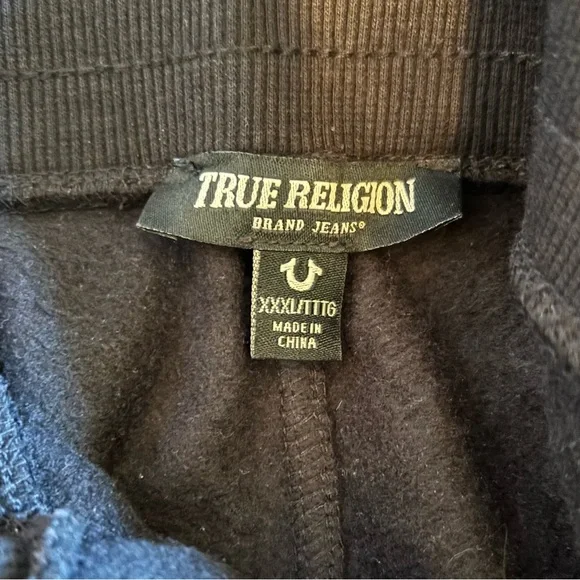 TRUE RELIGION
BRAND JEANS®
XXXL/TTTG
MADE IN
CHINA